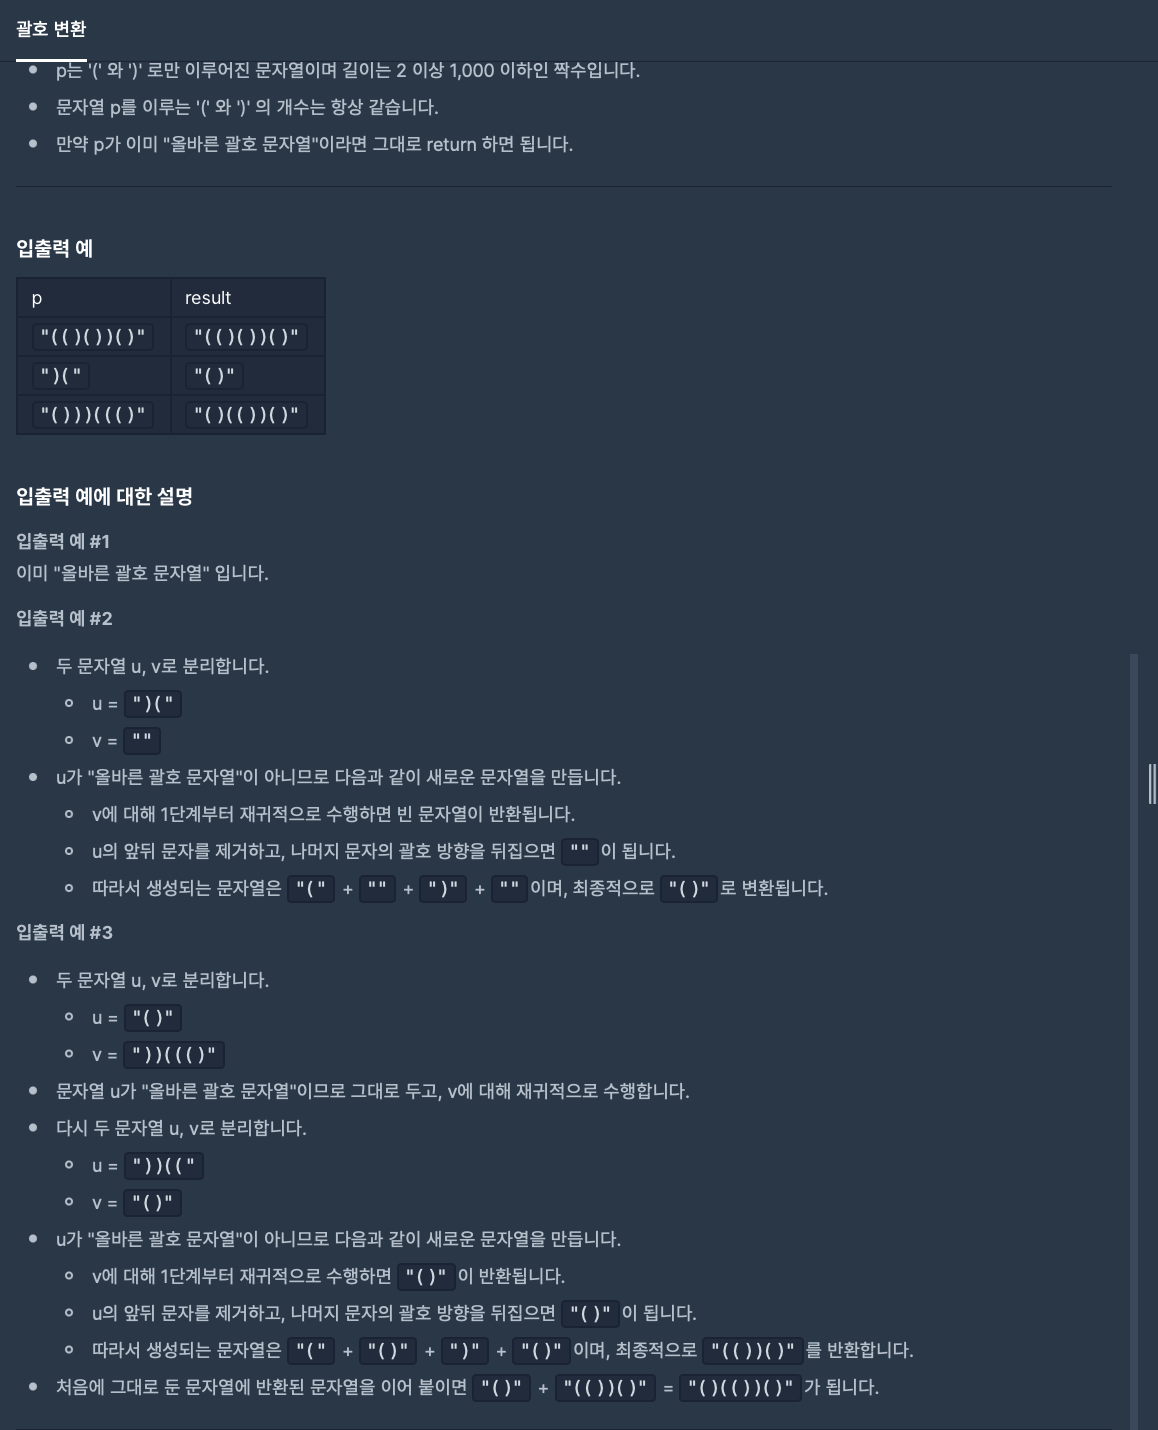 괄호 변환
p는 '(' 와 ')' 로만 이루어진 문자열이며 길이는 2 이상 1,000 이하인 짝수입니다.
문자열 p를 이루는 '(' 와 ')' 의 개수는 항상 같습니다.
만약 p가 이미 "올바른 괄호 문자열"이라면 그대로 return 하면 됩니다.
입출력 예
p result
"(()())()" "(()())()"
")(" "()"
"()))((()" "()(())()"
입출력 예에 대한 설명
입출력 예 #1
이미 "올바른 괄호 문자열" 입니다.
입출력 예 #2
두 문자열 u, v로 분리합니다.
u = ")("
v = ""
u가 "올바른 괄호 문자열"이 아니므로 다음과 같이 새로운 문자열을 만듭니다.
v에 대해 1단계부터 재귀적으로 수행하면 빈 문자열이 반환됩니다.
u의 앞뒤 문자를 제거하고, 나머지 문자의 괄호 방향을 뒤집으면 ""이 됩니다.
따라서 생성되는 문자열은 "(" + "" + ")" + ""이며, 최종적으로 "()"로 변환됩니다.
입출력 예 #3
두 문자열 u, v로 분리합니다.
u = "()"
v = "))((()"
문자열 u가 "올바른 괄호 문자열"이므로 그대로 두고, v에 대해 재귀적으로 수행합니다.
다시 두 문자열 u, v로 분리합니다.
u = "))(("
v = "()"
u가 "올바른 괄호 문자열"이 아니므로 다음과 같이 새로운 문자열을 만듭니다.
v에 대해 1단계부터 재귀적으로 수행하면 "()"이 반환됩니다.
u의 앞뒤 문자를 제거하고, 나머지 문자의 괄호 방향을 뒤집으면 "()"이 됩니다.
따라서 생성되는 문자열은 "(" + "()" + ")" + "()"이며, 최종적으로 "(())()"를 반환합니다.
처음에 그대로 둔 문자열에 반환된 문자열을 이어 붙이면 "()" + "(())()" = "()(())()"가 됩니다.